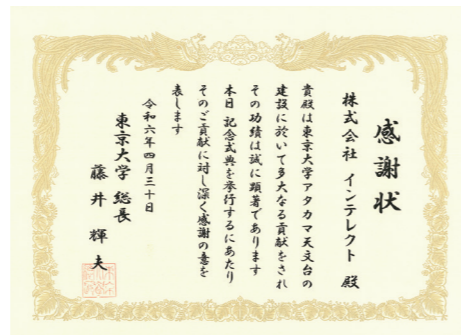 感謝状
株式会社 インテレクト 殿
貴殿は東京大学アタカマ天文台の
建設に於いて多大なる貢献をされ
その功績は誠に顕著であります
本日 記念式典を挙行するにあたり
そのご貢献に対し深く感謝の意を
表します
令和六年四月三十日
東京大学 総長
藤井 輝夫